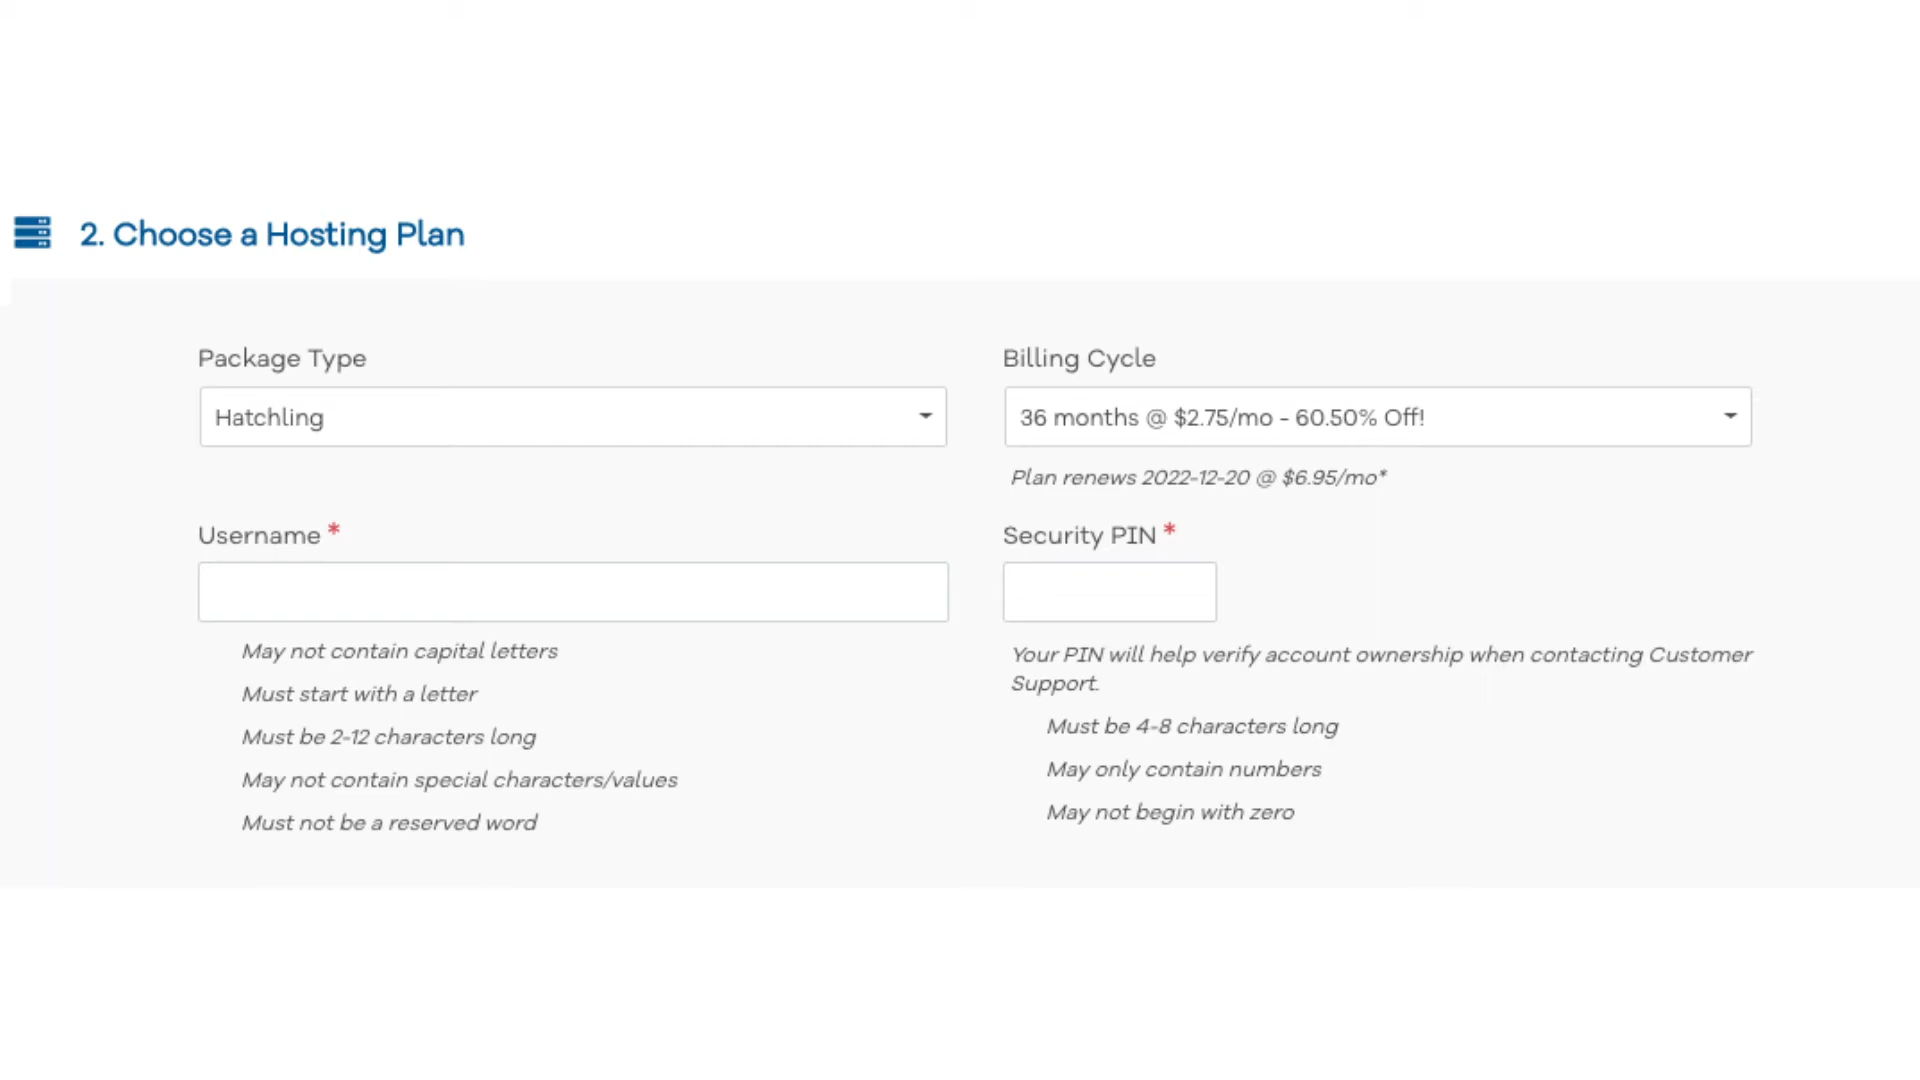 2. Choose a Hosting Plan
Package Type
Hatchling
Billing Cycle
36 months @ $2.75/mo - 60.50% Off!
Plan renews 2022-12-20 @ $6.95/mo*
Username *
May not contain capital letters
Must start with a letter
Must be 2-12 characters long
May not contain special characters/values
Must not be a reserved word
Security PIN *
Your PIN will help verify account ownership when contacting Customer
Support.
Must be 4-8 characters long
May only contain numbers
May not begin with zero